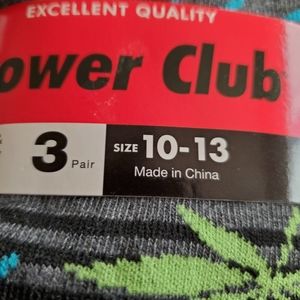 EXCELLENT QUALITY
ower Club
&
3 Pair
SIZE 10-13
Made in China